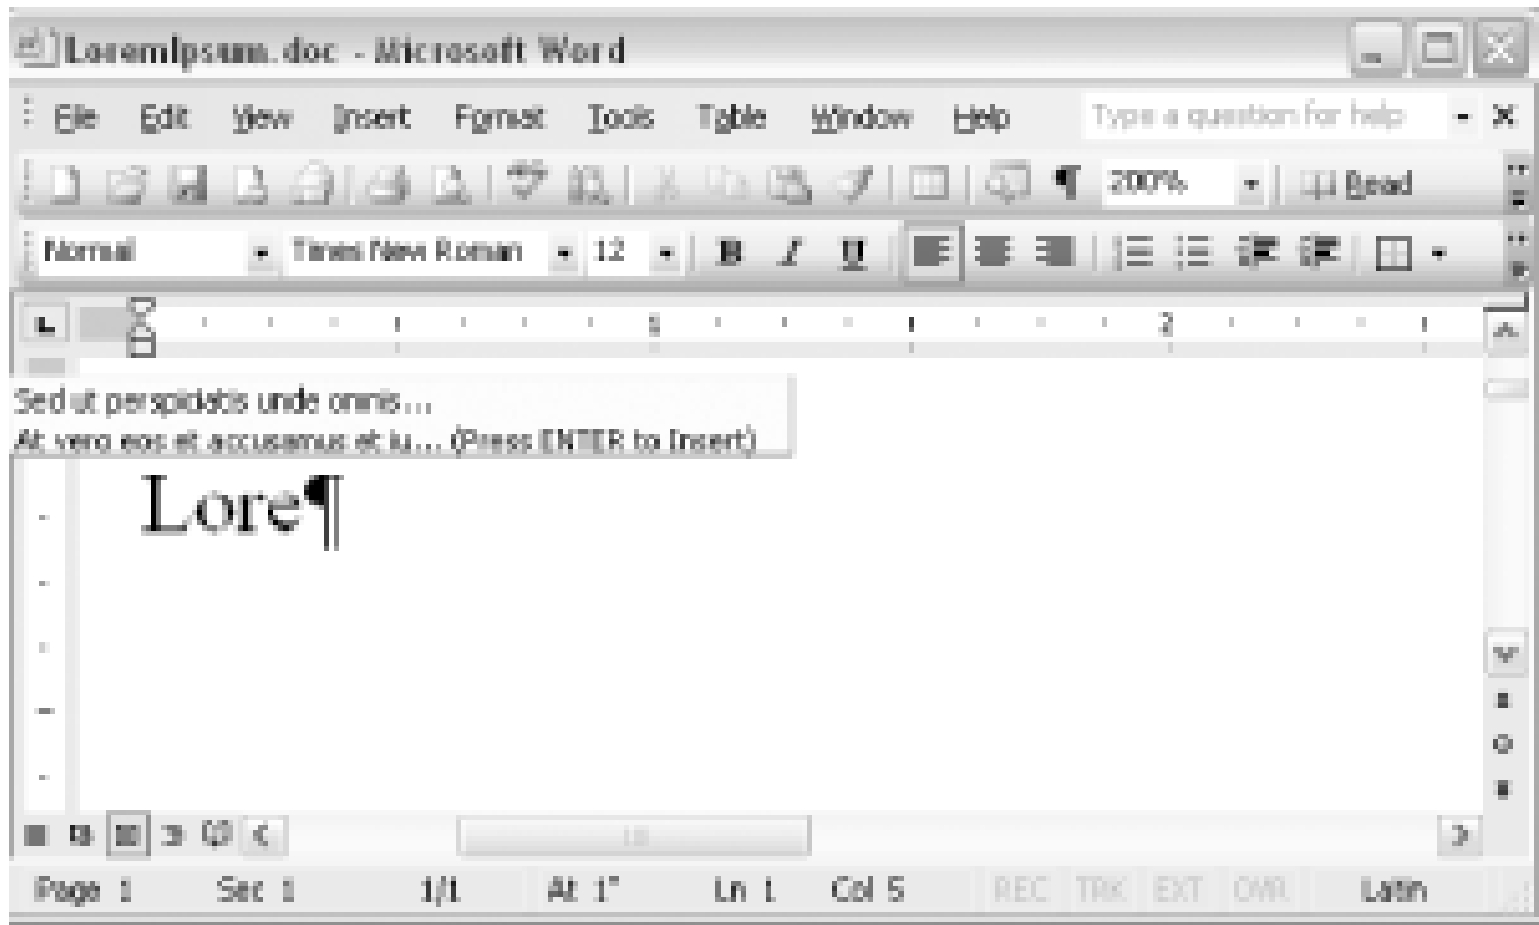 LoremIpsum.doc - Microsoft Word
File Edit View Insert Format Tools Table Window Help Type a question for help
200% Read
Normal Times New Roman 12 B I U
1 2
Sed ut perspiciatis unde omnis...
At vero eos et accusamus et iu... (Press ENTER to Insert)
Lore¶
Page 1 Sec 1 1/1 At 1" Ln 1 Col 5 REC TRK EXT OVR Latin